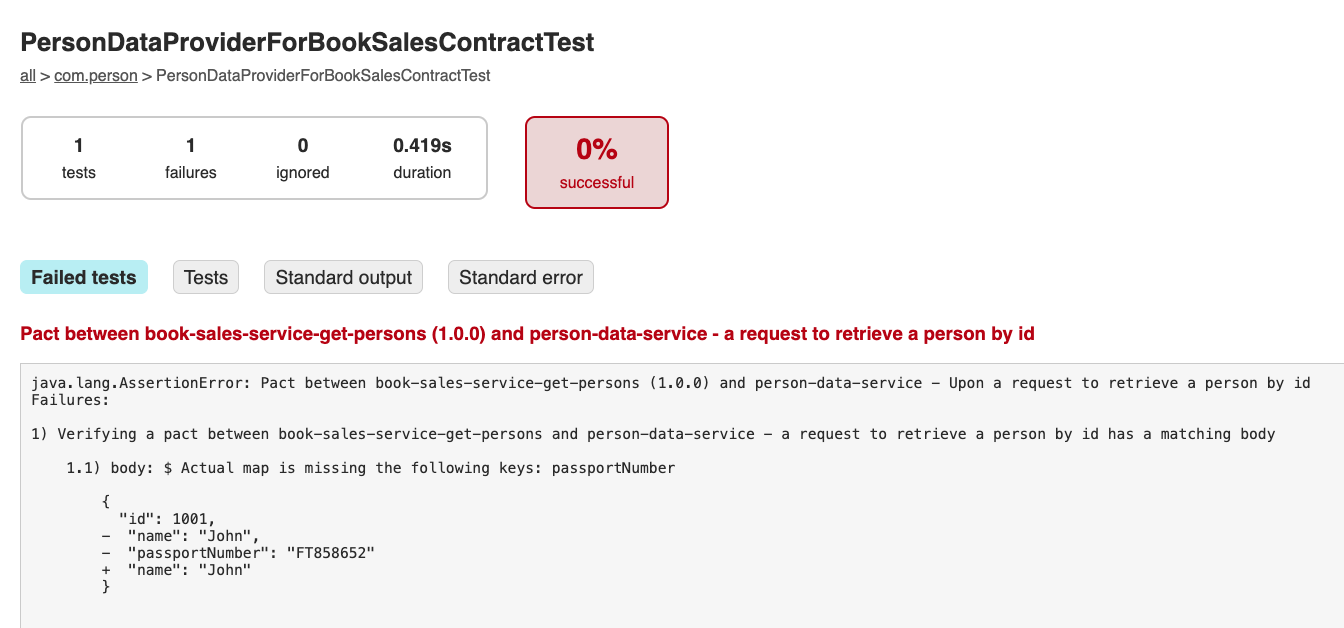 PersonDataProviderForBookSalesContractTest
all > com.person > PersonDataProviderForBookSalesContractTest
1 1 0 0.419s
tests failures ignored duration
0%
successful
Failed tests Tests Standard output Standard error
Pact between book-sales-service-get-persons (1.0.0) and person-data-service - a request to retrieve a person by id
java.lang.AssertionError: Pact between book-sales-service-get-persons (1.0.0) and person-data-service – Upon a request to retrieve a person by id
Failures:
1) Verifying a pact between book-sales-service-get-persons and person-data-service – a request to retrieve a person by id has a matching body
1.1) body: $ Actual map is missing the following keys: passportNumber
{
"id": 1001,
-  "name": "John",
-  "passportNumber": "FT858652"
+  "name": "John"
}